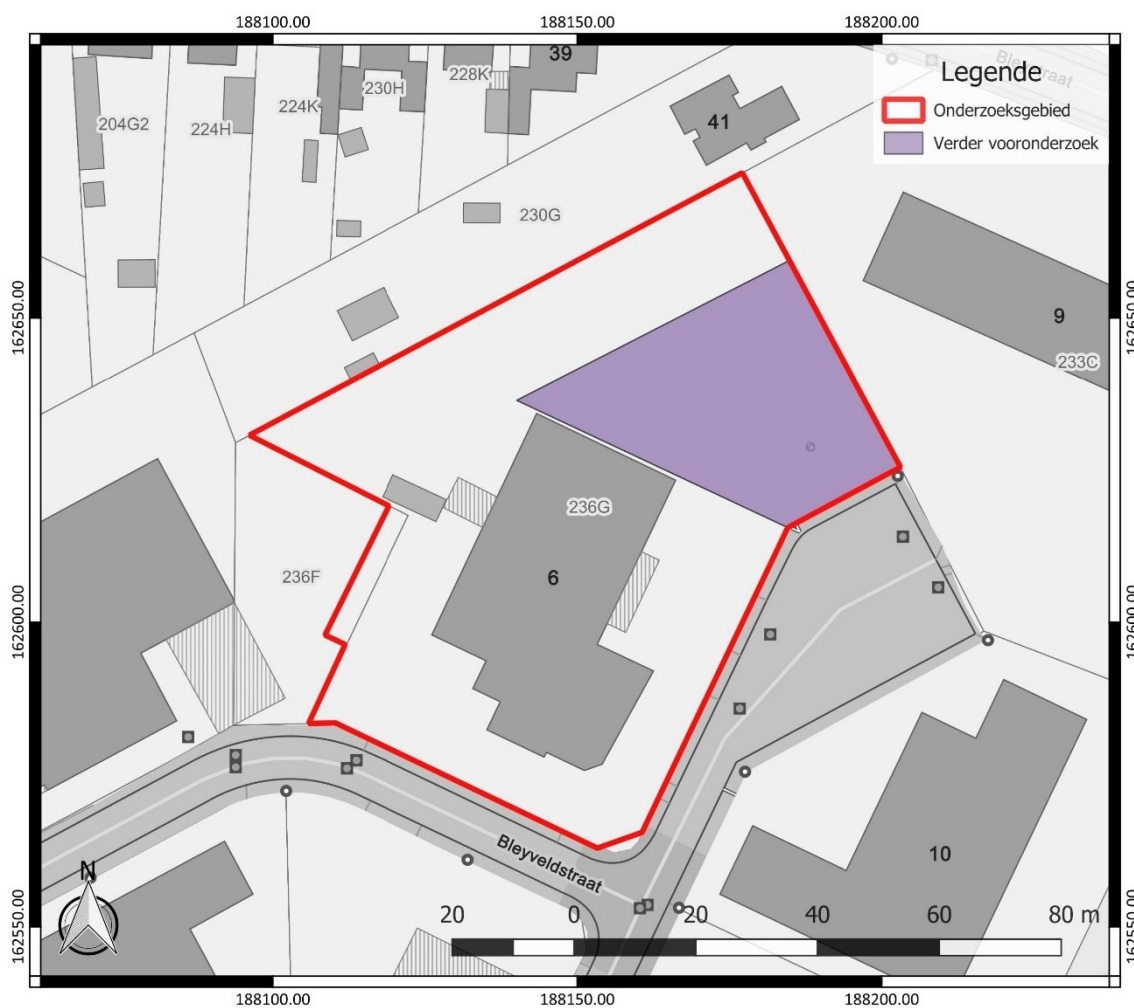 188100.00 188150.00 188200.00
39
Legende
Onderzoeksgebied
Verder vooronderzoek
204G2
224H
224K
230H
228K
41
230G
162650.00
162650.00
9
233C
236G
6
236F
162600.00
162600.00
Bleyveldstraat
10
N
20 0 20 40 60 80 m
162550.00
162550.00
188100.00 188150.00 188200.00